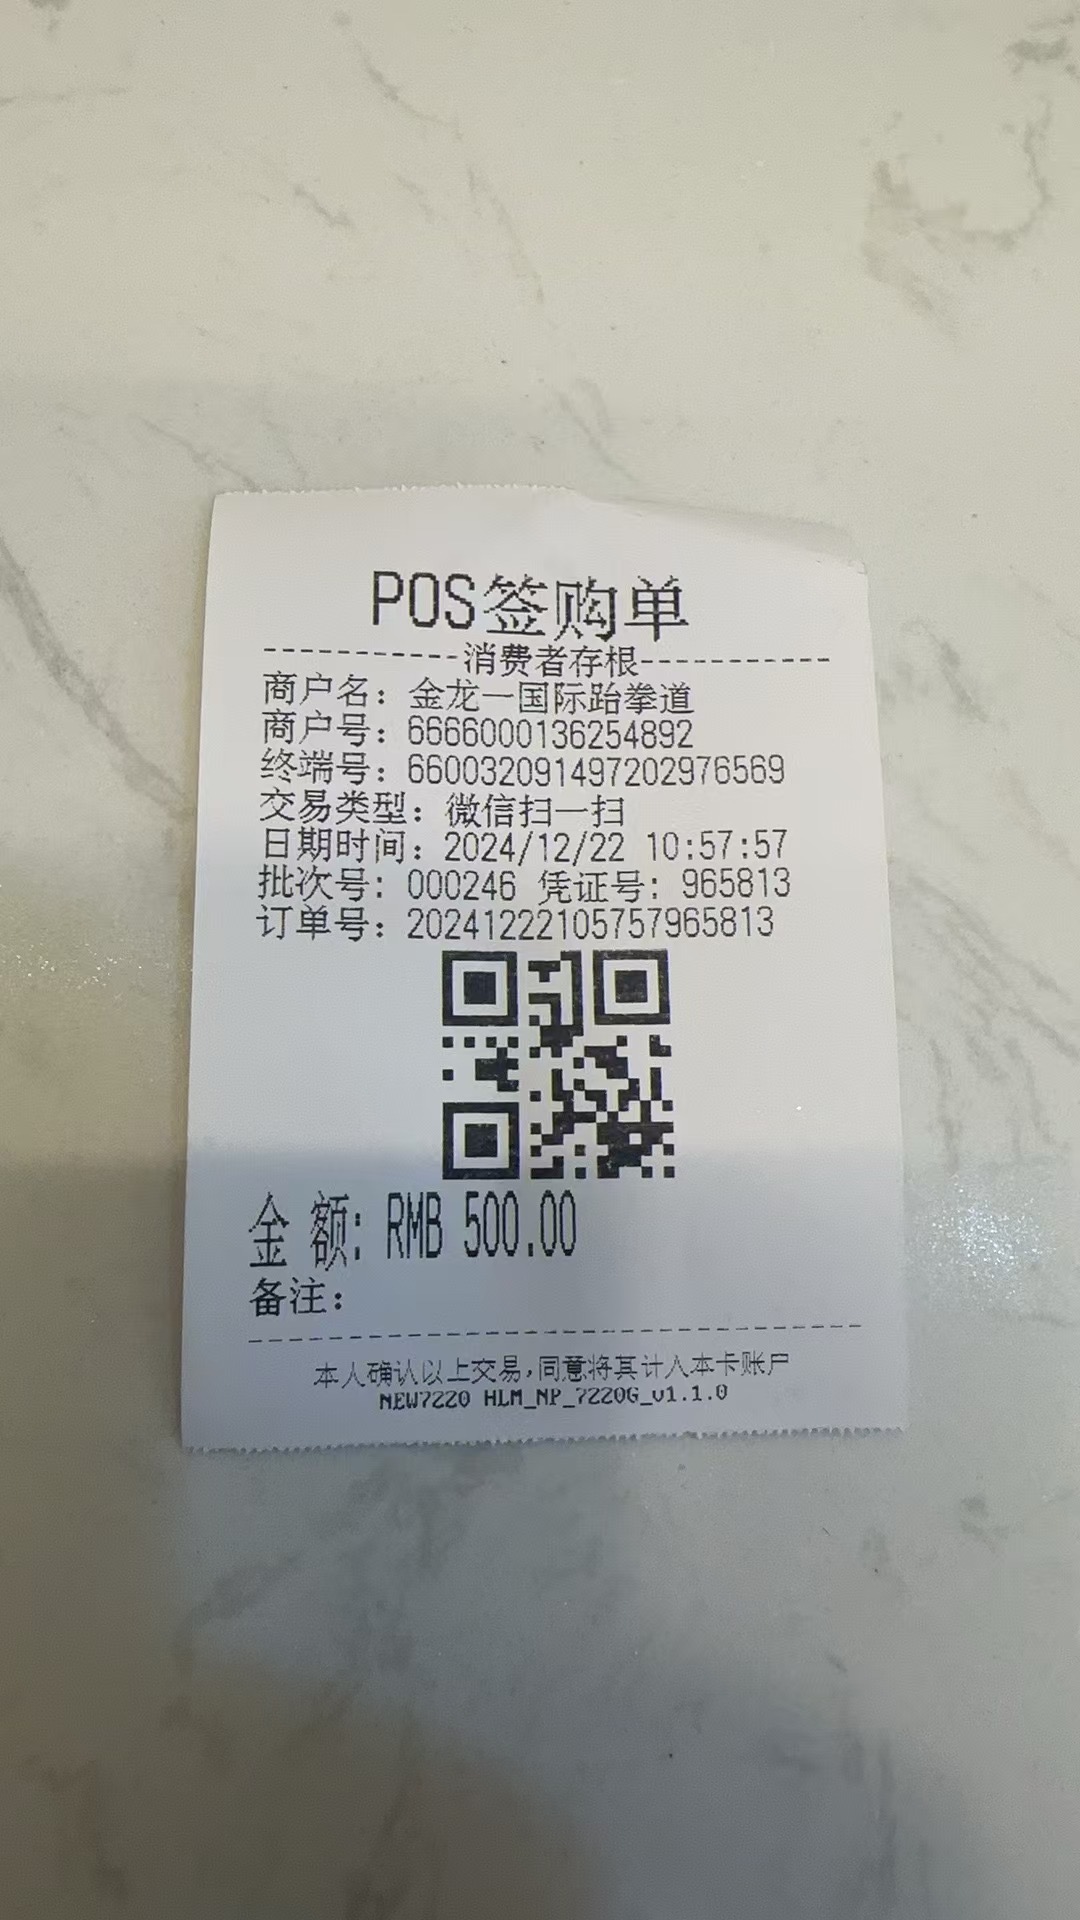 POS签购单
-----------消费者存根-----------
商户名：金龙一国际跆拳道
商户号：6666000136254892
终端号：660032091497202976569
交易类型：微信扫一扫
日期时间：2024/12/22 10:57:57
批次号：000246 凭证号：965813
订单号：20241222105757965813
金 额：RMB 500.00
备注：
本人确认以上交易,同意将其计入本卡账户
NEW7220 HLM_NP_7220G_v1.1.0